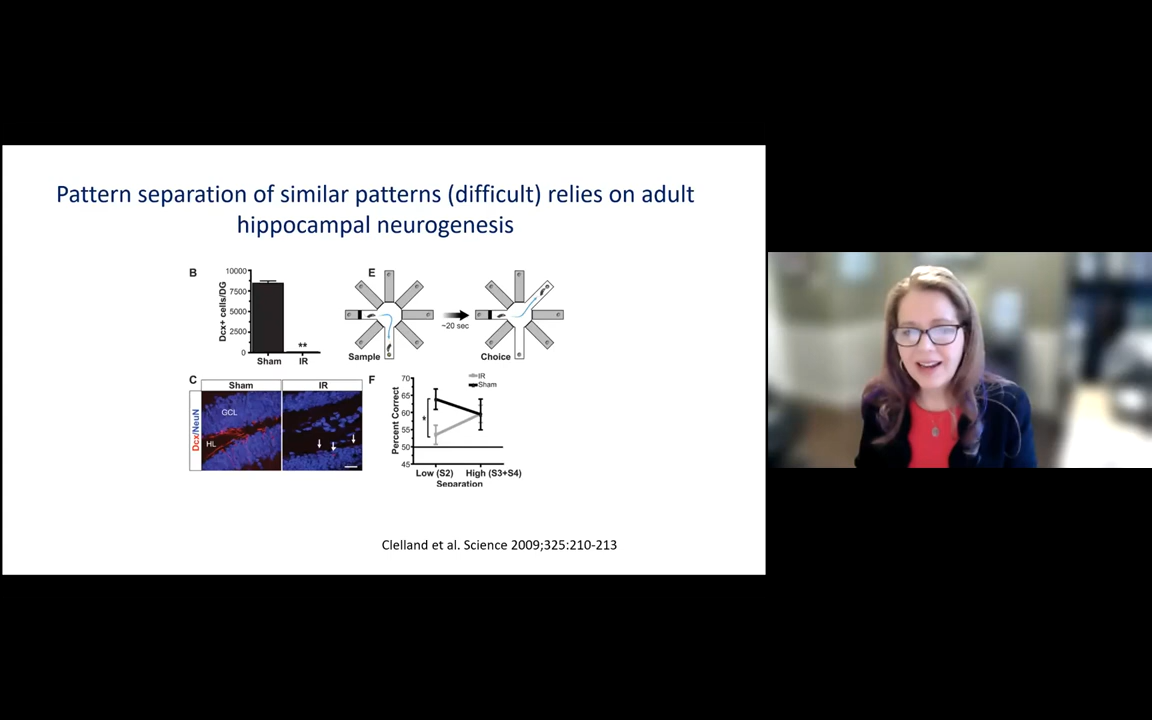 Pattern separation of similar patterns (difficult) relies on adult
hippocampal neurogenesis
B
10000
7500
5000
2500
0
Dcx+ cells/DG
**
Sham
IR
E
Sample
~20 sec
Choice
C
Sham
IR
Dcx/NeuN
GCL
HL
F
IR
Sham
70
65
60
55
50
45
Percent Correct
*
Low (S2)
High (S3+S4)
Separation
Clelland et al. Science 2009;325:210-213